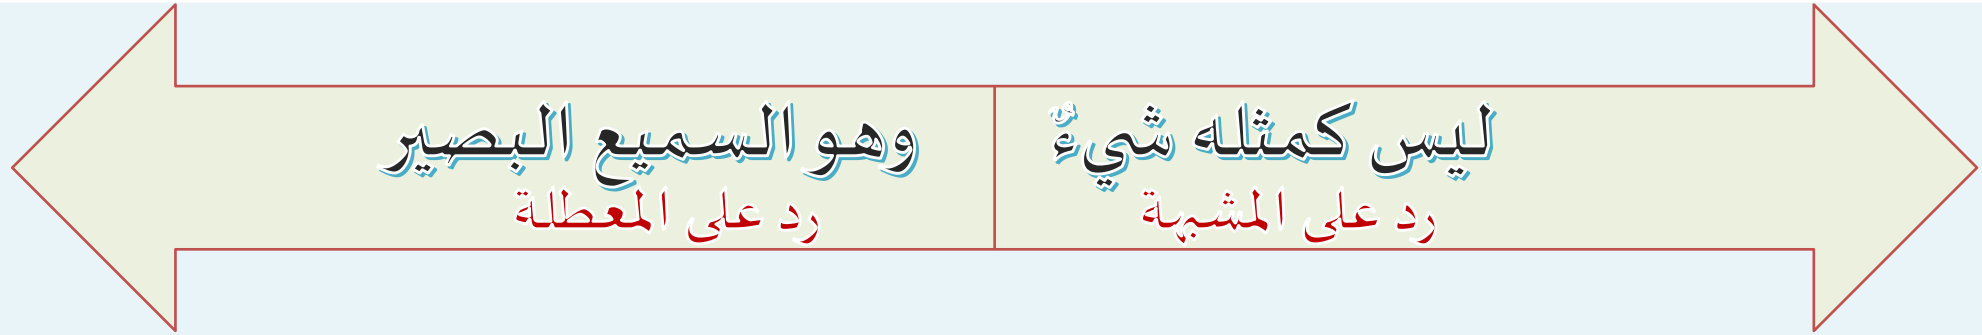 ليس كمثله شيءٌ
رد على المشبهة
وهو السميع البصير
رد على المعطلة